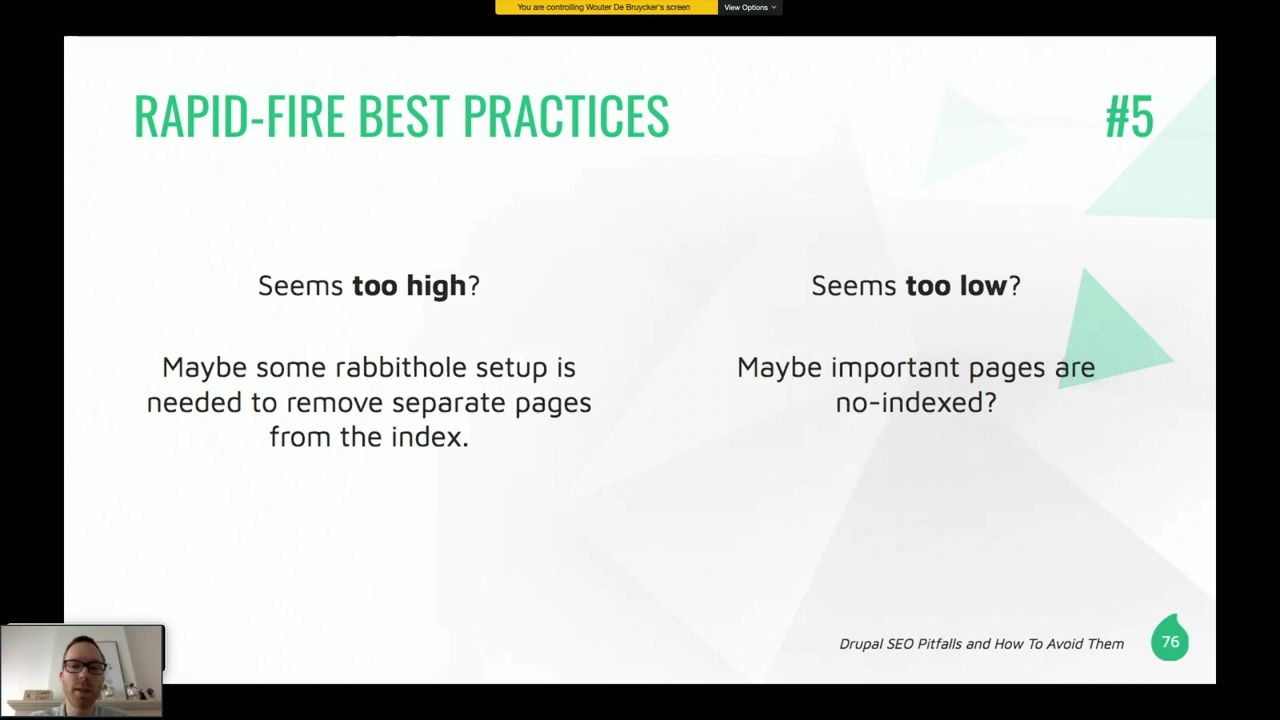 You are controlling Wouter De Bruycker's screen
View Options
RAPID-FIRE BEST PRACTICES
#5
Seems too high?
Maybe some rabbithole setup is
needed to remove separate pages
from the index.
Seems too low?
Maybe important pages are
no-indexed?
Drupal SEO Pitfalls and How To Avoid Them
76